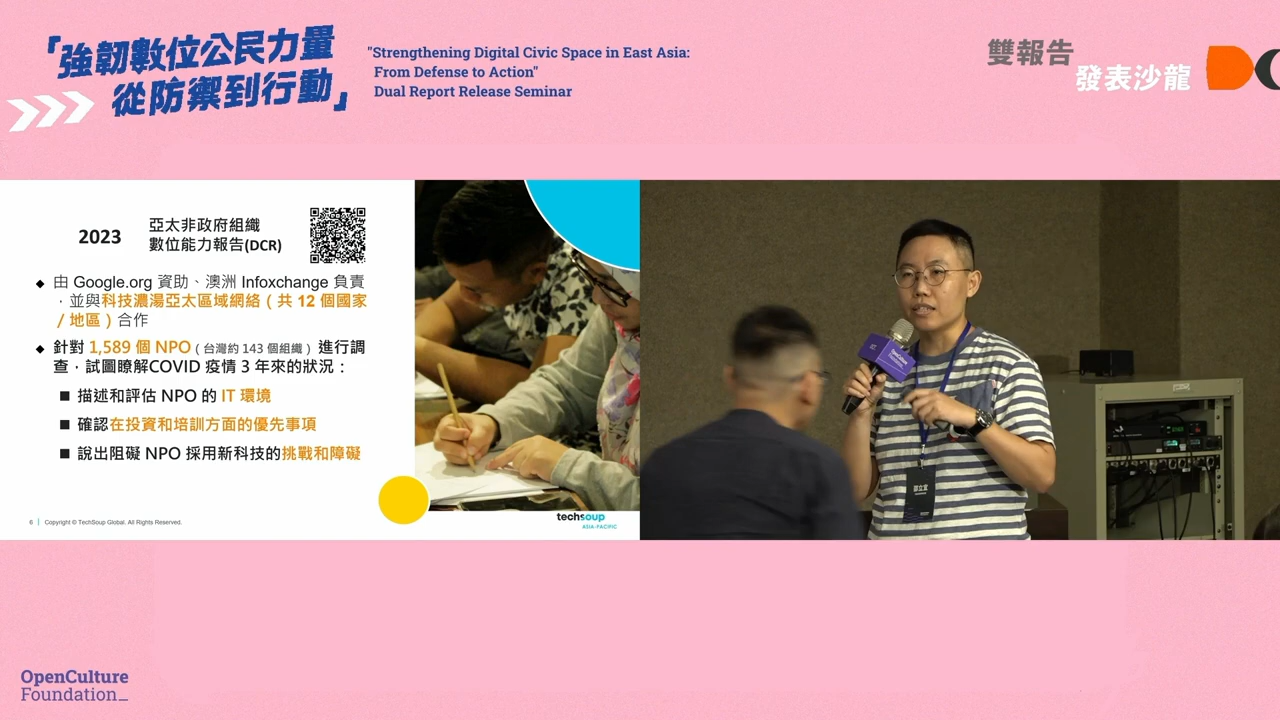 「強韌數位公民力量
從防禦到行動」
"Strengthening Digital Civic Space in East Asia:
From Defense to Action"
Dual Report Release Seminar
雙報告
發表沙龍
2023
亞太非政府組織
數位能力報告(DCR)
◆ 由 Google.org 資助、澳洲 Infoxchange 負責
，並與科技濃湯亞太區域網絡（共 12 個國家
/ 地區）合作
◆ 針對 1,589 個 NPO（台灣約 143 個組織）進行調
查，試圖瞭解COVID 疫情 3 年來的狀況：
■ 描述和評估 NPO 的 IT 環境
■ 確認在投資和培訓方面的優先事項
■ 說出阻礙 NPO 採用新科技的挑戰和障礙
6 | Copyright © TechSoup Global. All Rights Reserved.
techsoup
ASIA-PACIFIC
OpenCulture
Foundation
邵立宜
OpenCulture
Foundation_